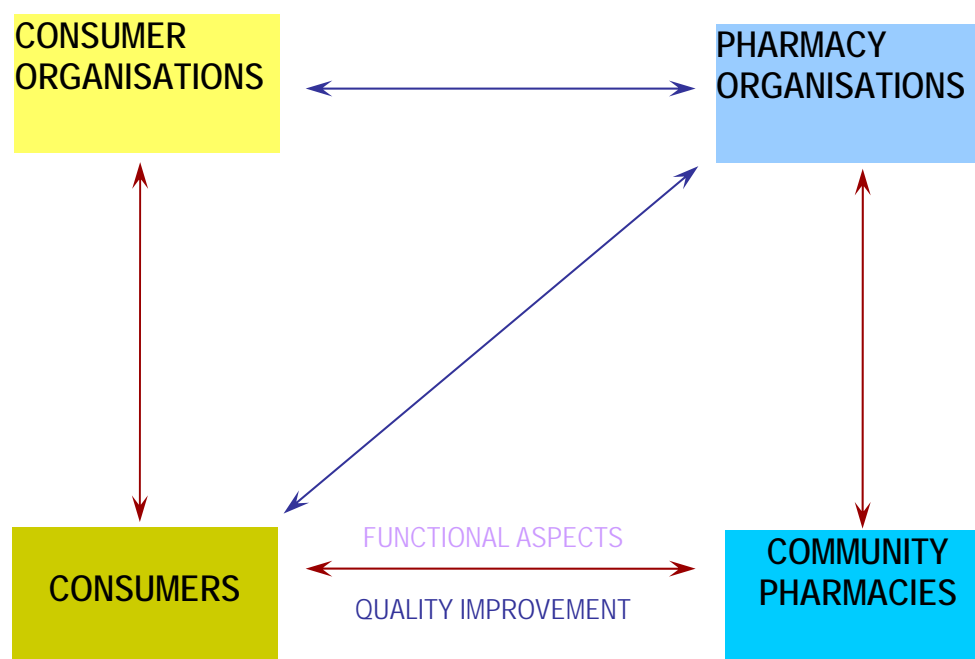 CONSUMER
ORGANISATIONS
PHARMACY
ORGANISATIONS
FUNCTIONAL ASPECTS
CONSUMERS
QUALITY IMPROVEMENT
COMMUNITY
PHARMACIES